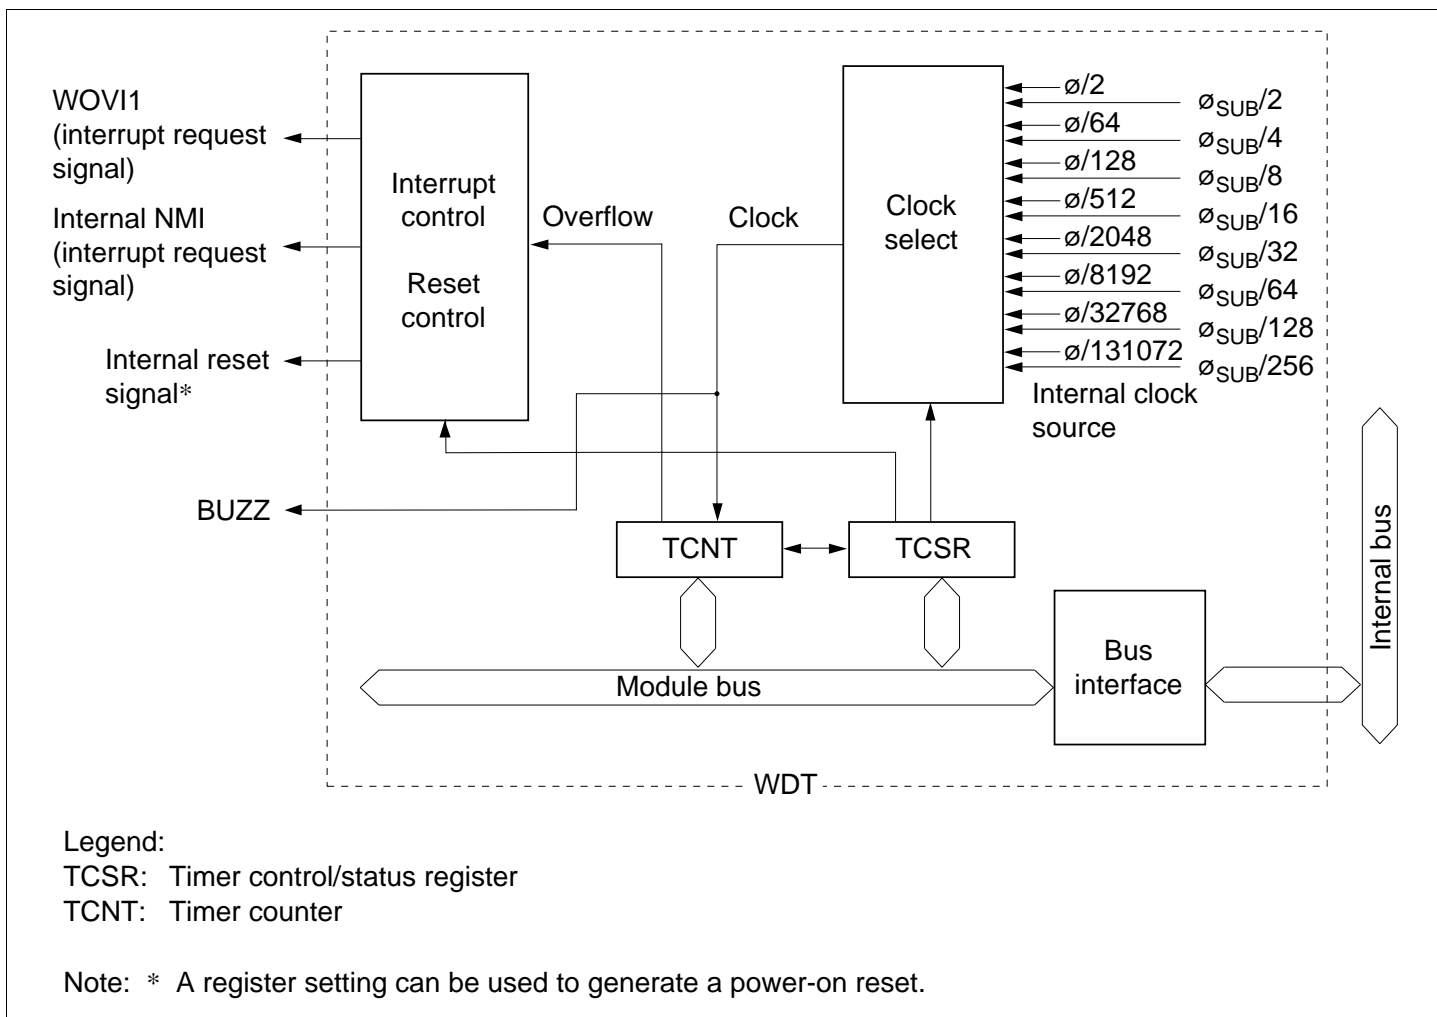 WOVI1
(interrupt request
signal)
Internal NMI
(interrupt request
signal)
Internal reset
signal*
BUZZ
Interrupt
control
Reset
control
Overflow
Clock
Clock
select
ø/2
øSUB/2
ø/64
øSUB/4
ø/128
øSUB/8
ø/512
øSUB/16
ø/2048
øSUB/32
ø/8192
øSUB/64
ø/32768
øSUB/128
ø/131072
øSUB/256
Internal clock
source
TCNT
TCSR
Module bus
Bus
interface
Internal bus
WDT
Legend:
TCSR: Timer control/status register
TCNT: Timer counter
Note: * A register setting can be used to generate a power-on reset.